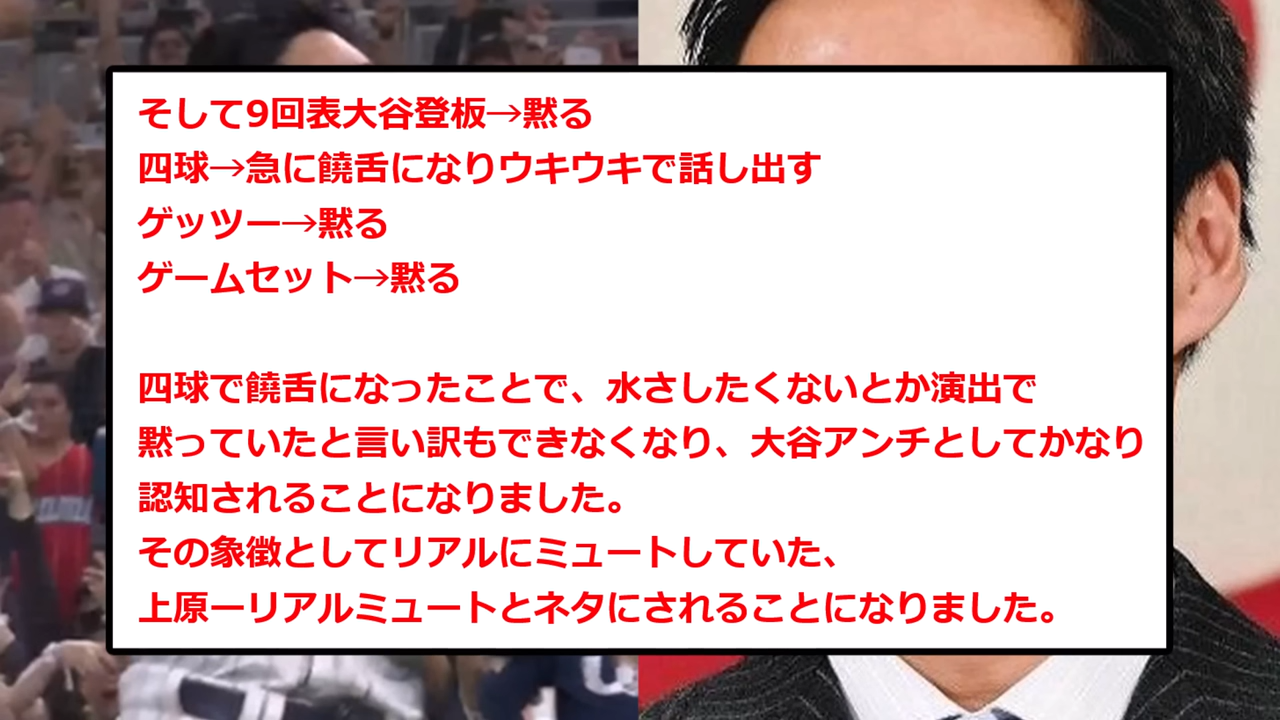 そして9回表大谷登板→黙る
四球→急に饒舌になりウキウキで話し出す
ゲッツー→黙る
ゲームセット→黙る
四球で饒舌になったことで、水さしたくないとか演出で
黙っていたと言い訳もできなくなり、大谷アンチとしてかなり
認知されることになりました。
その象徴としてリアルにミュートしていた、
上原ーリアルミュートとネタにされることになりました。